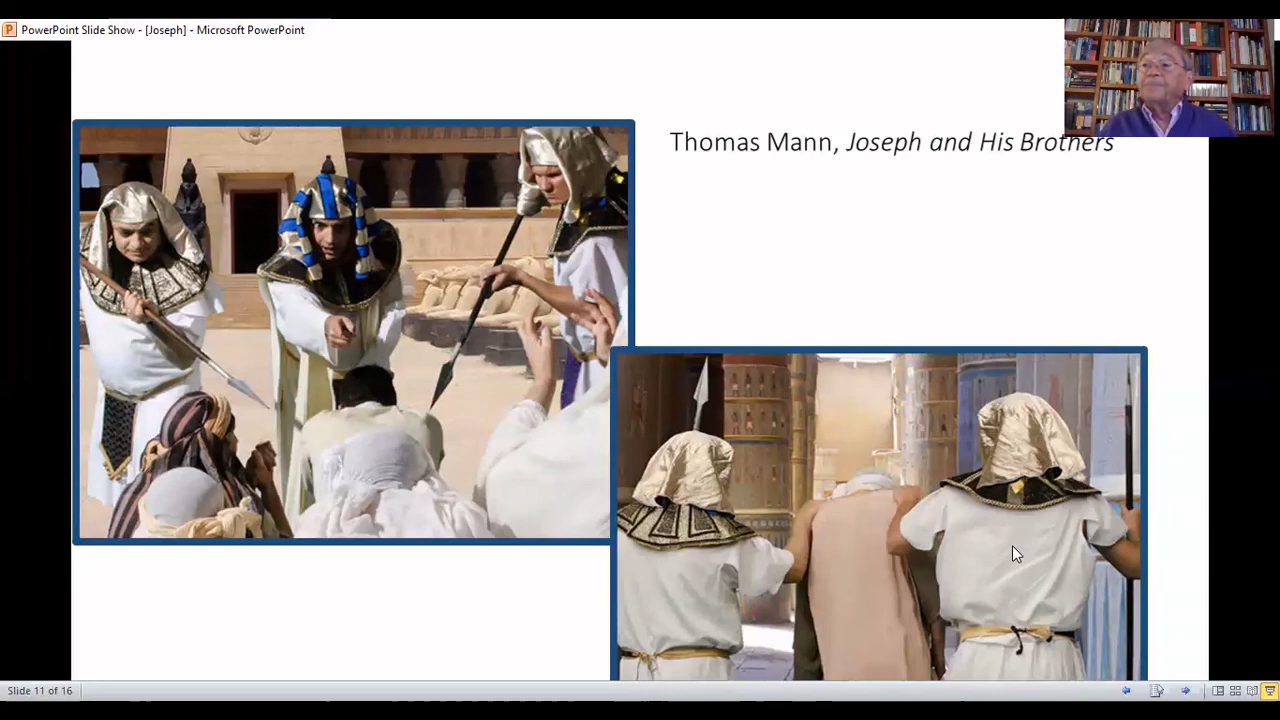 PowerPoint Slide Show - [Joseph] - Microsoft PowerPoint
Thomas Mann, Joseph and His Brothers
Slide 11 of 16